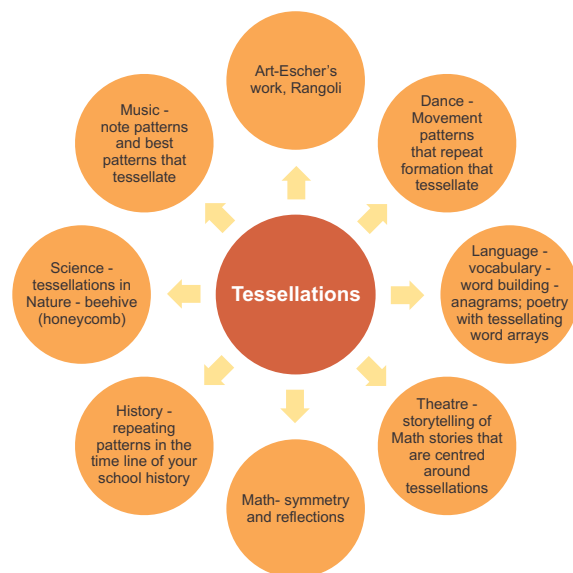 Art-Escher's
work, Rangoli
Dance -
Movement
patterns
that repeat
formation that
tessellate
Language -
vocabulary -
word building -
anagrams; poetry
with tessellating
word arrays
Theatre -
storytelling of
Math stories that
are centred
around
tessellations
Math- symmetry
and reflections
History -
repeating
patterns in the
time line of your
school history
Science -
tessellations in
Nature - beehive
(honeycomb)
Music -
note patterns
and best
patterns that
tessellate
Tessellations